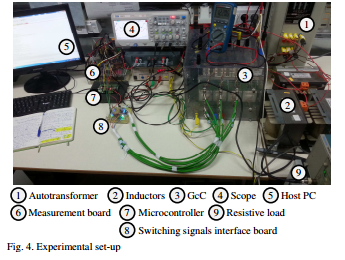 1
4
5
3
6
2
7
8
9
1 Autotransformer 2 Inductors 3 GeC 4 Scope 5 Host PC
6 Measurement board 7 Microcontroller 9 Resistive load
8 Switching signals interface board
Fig. 4. Experimental set-up